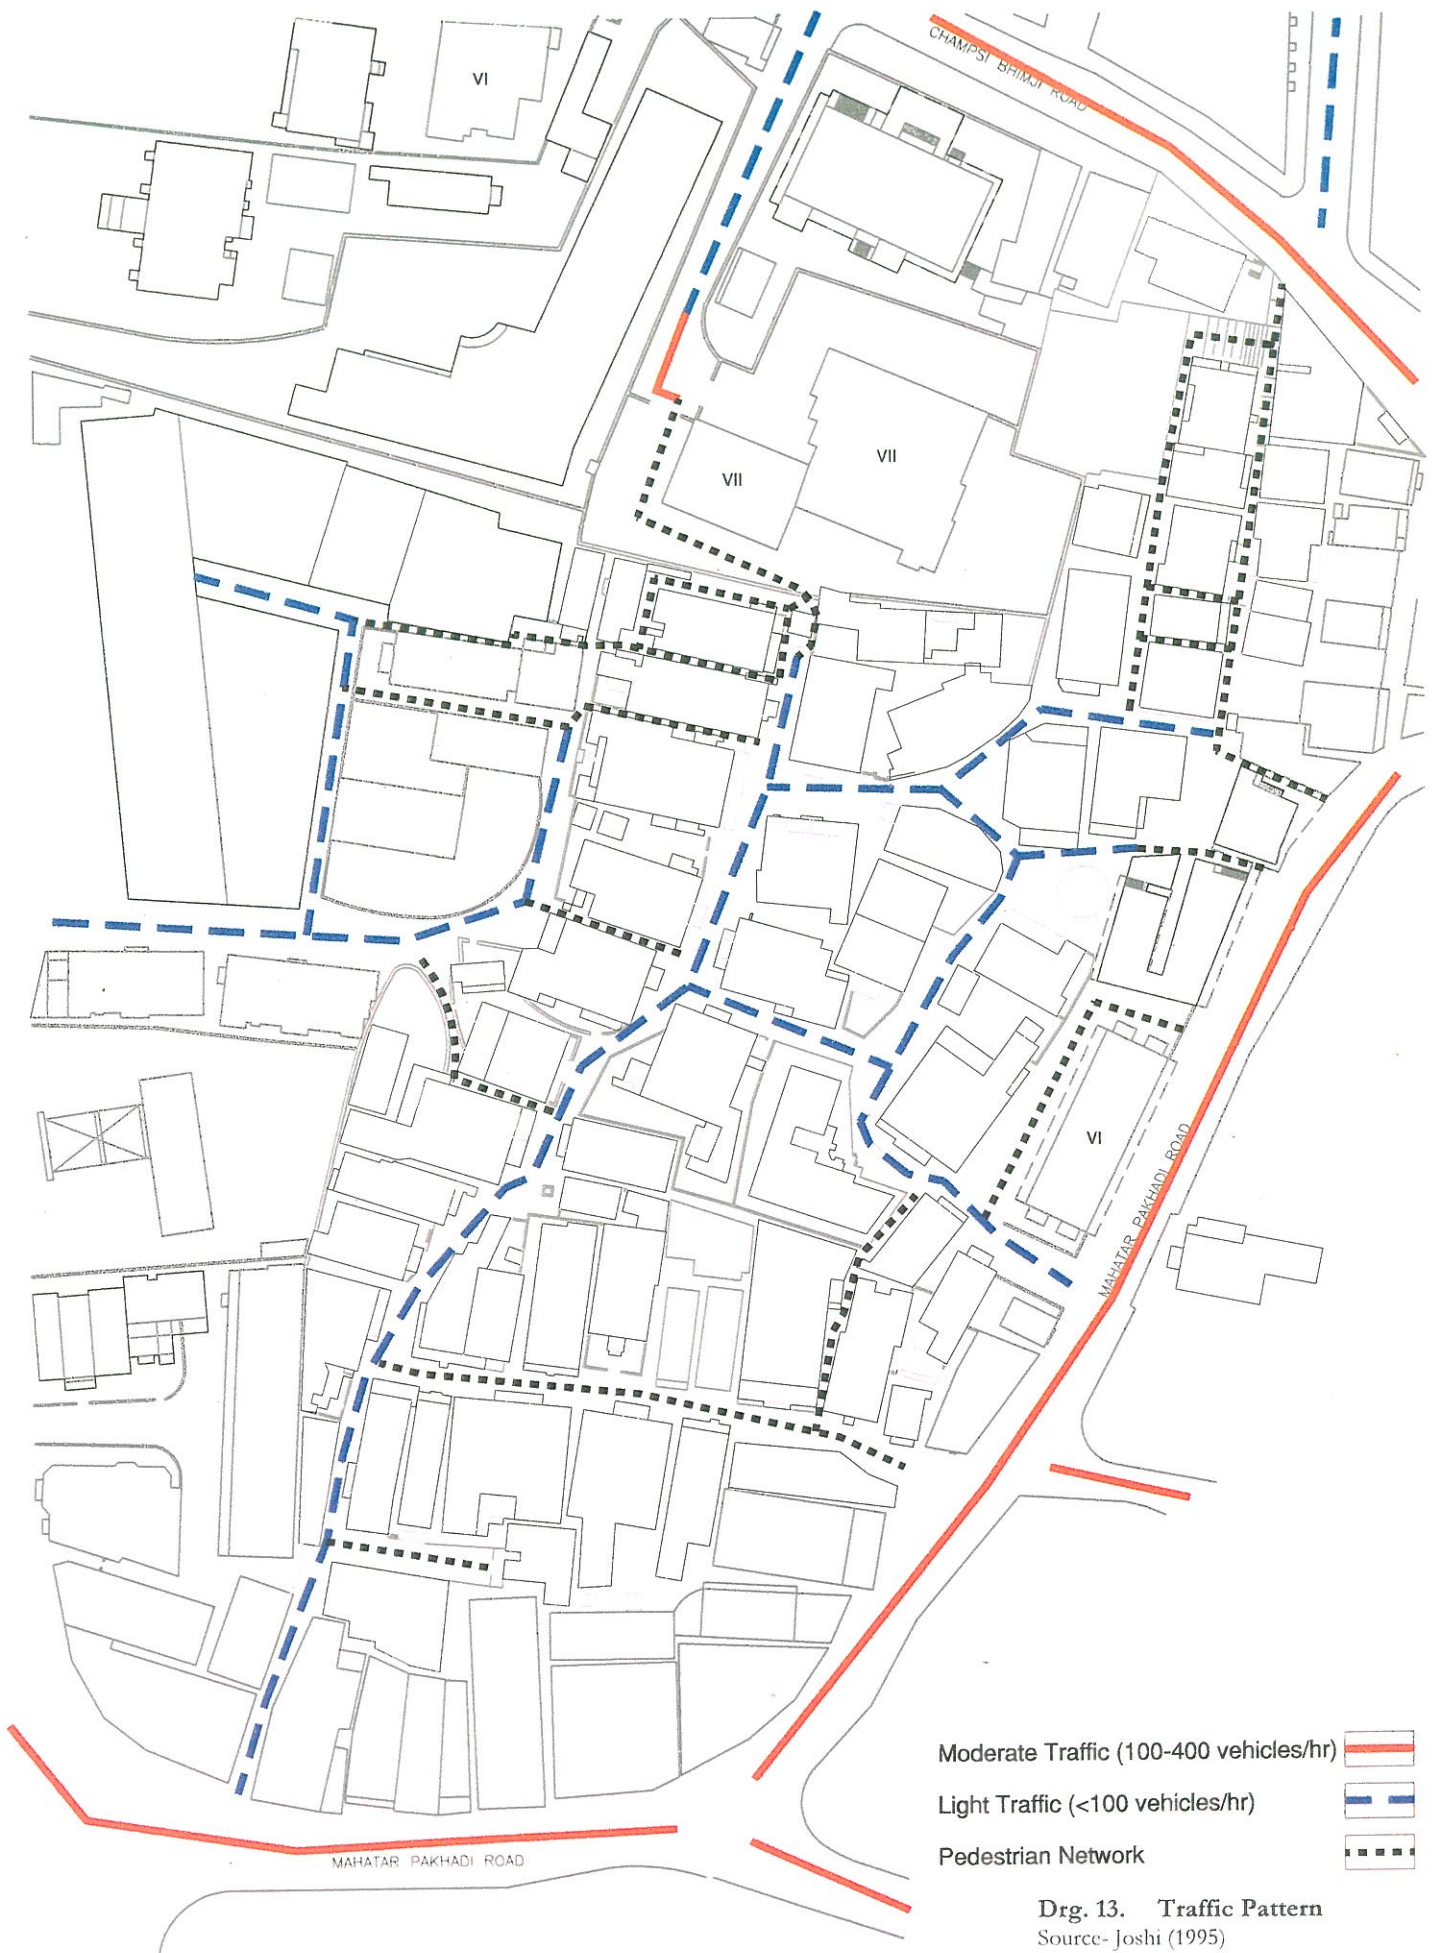 VI
CHAMPSI BHIMJI ROAD
VII
VII
VI
MAHATAR PAKHADI ROAD
Moderate Traffic (100-400 vehicles/hr)
Light Traffic (<100 vehicles/hr)
Pedestrian Network
MAHATAR PAKHADI ROAD
Drg. 13. Traffic Pattern
Source- Joshi (1995)